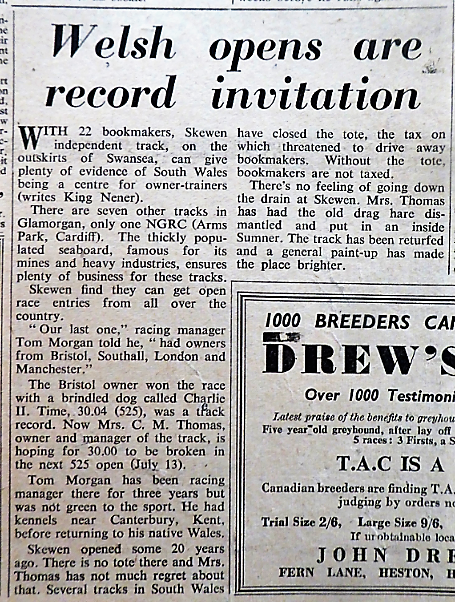 Welsh opens are
record invitation
WITH 22 bookmakers, Skewen
independent track, on the
outskirts of Swansea, can give
plenty of evidence of South Wales
being a centre for owner-trainers
(writes King Nener).
There are seven other tracks in
Glamorgan, only one NGRC (Arms
Park, Cardiff). The thickly popu-
lated seaboard, famous for its
mines and heavy industries, ensures
plenty of business for these tracks.
Skewen find they can get open
race entries from all over the
country.
"Our last one," racing manager
Tom Morgan told he, "had owners
from Bristol, Southall, London and
Manchester."
The Bristol owner won the race
with a brindled dog called Charlie
II. Time, 30.04 (525), was a track
record. Now Mrs. C. M. Thomas,
owner and manager of the track, is
hoping for 30.00 to be broken in
the next 525 open (July 13).
Tom Morgan has been racing
manager there for three years but
was not green to the sport. He had
kennels near Canterbury, Kent,
before returning to his native Wales.
Skewen opened some 20 years
ago. There is no tote there and Mrs.
Thomas has not much regret about
that. Several tracks in South Wales
have closed the tote, the tax on
which threatened to drive away
bookmakers. Without the tote,
bookmakers are not taxed.
There's no feeling of going down
the drain at Skewen. Mrs. Thomas
has had the old drag hare dis-
mantled and put in an inside
Sumner. The track has been returfed
and a general paint-up has made
the place brighter.
1000 BREEDERS CA
DREW'S
Over 1000 Testimoni
Latest praise of the benefits to greyhou
Five year old greyhound, after lay off
5 races: 3 Firsts, a S
T.A.C IS A
Canadian breeders are finding T.A.
judging by orders no
Trial Size 2/6, Large Size 9/6,
If unobtainable loca
JOHN DRE
FERN LANE, HESTON, H